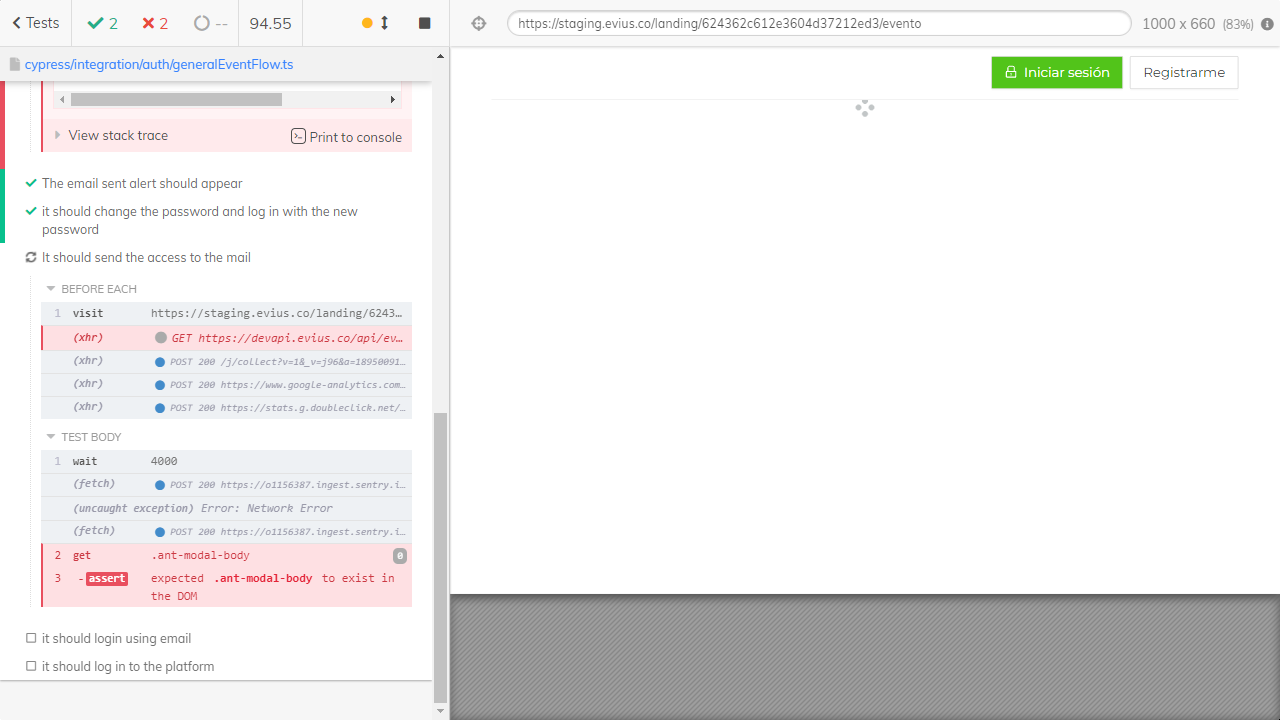 Tests
2
2
--
94.55
https://staging.evius.co/landing/624362c612e3604d37212ed3/evento
1000 x 660 (83%)
cypress/integration/auth/generalEventFlow.ts
View stack trace
Print to console
The email sent alert should appear
it should change the password and log in with the new
password
It should send the access to the mail
BEFORE EACH
1 visit https://staging.evius.co/landing/6243…
(xhr) GET https://devapi.evius.co/api/ev…
(xhr) POST 200 /j/collect?v=1&_v=j96&a=18950091…
(xhr) POST 200 https://www.google-analytics.com…
(xhr) POST 200 https://stats.g.doubleclick.net/…
TEST BODY
1 wait 4000
(fetch) POST 200 https://o1156387.ingest.sentry.i…
(uncaught exception) Error: Network Error
(fetch) POST 200 https://o1156387.ingest.sentry.i…
2 get .ant-modal-body 0
3 -assert expected .ant-modal-body to exist in
the DOM
it should login using email
it should log in to the platform
Iniciar sesión
Registrarme